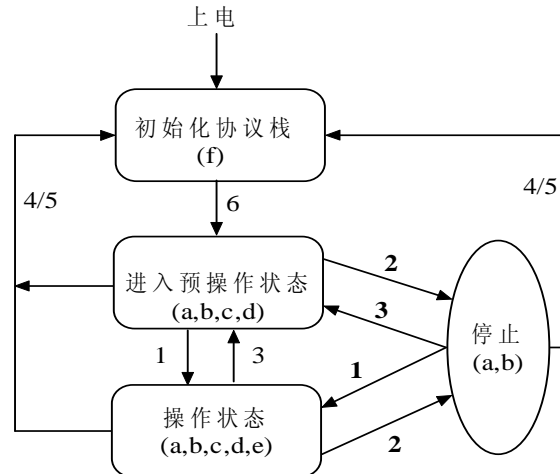 上电
初始化协议栈
(f)
4/5
4/5
6
进入预操作状态
(a,b,c,d)
2
3
停止
(a,b)
1
3
1
操作状态
(a,b,c,d,e)
2